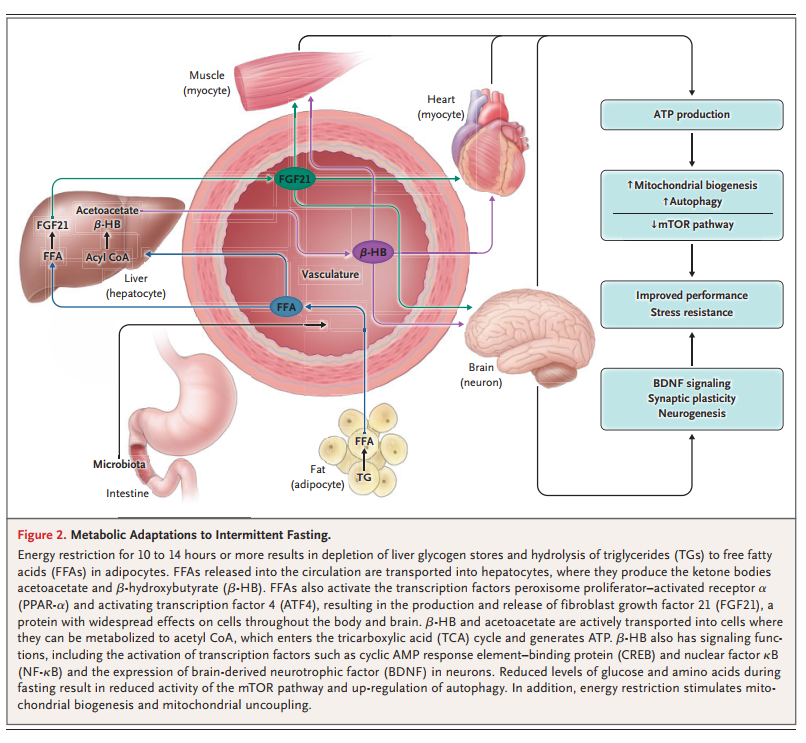 Muscle
(myocyte)
Heart
(myocyte)
ATP production
FGF21
↑Mitochondrial biogenesis
↑Autophagy
↓mTOR pathway
Acetoacetate
FGF21
β-HB
FFA
Acyl CoA
β-HB
Vasculature
Liver
(hepatocyte)
FFA
Improved performance
Stress resistance
Brain
(neuron)
BDNF signaling
Synaptic plasticity
Neurogenesis
FFA
Fat
(adipocyte)
TG
Microbiota
Intestine
Figure 2. Metabolic Adaptations to Intermittent Fasting.
Energy restriction for 10 to 14 hours or more results in depletion of liver glycogen stores and hydrolysis of triglycerides (TGs) to free fatty
acids (FFAs) in adipocytes. FFAs released into the circulation are transported into hepatocytes, where they produce the ketone bodies
acetoacetate and β-hydroxybutyrate (β-HB). FFAs also activate the transcription factors peroxisome proliferator–activated receptor α
(PPAR-α) and activating transcription factor 4 (ATF4), resulting in the production and release of fibroblast growth factor 21 (FGF21), a
protein with widespread effects on cells throughout the body and brain. β-HB and acetoacetate are actively transported into cells where
they can be metabolized to acetyl CoA, which enters the tricarboxylic acid (TCA) cycle and generates ATP. β-HB also has signaling func-
tions, including the activation of transcription factors such as cyclic AMP response element–binding protein (CREB) and nuclear factor κB
(NF-κB) and the expression of brain-derived neurotrophic factor (BDNF) in neurons. Reduced levels of glucose and amino acids during
fasting result in reduced activity of the mTOR pathway and up-regulation of autophagy. In addition, energy restriction stimulates mito-
chondrial biogenesis and mitochondrial uncoupling.